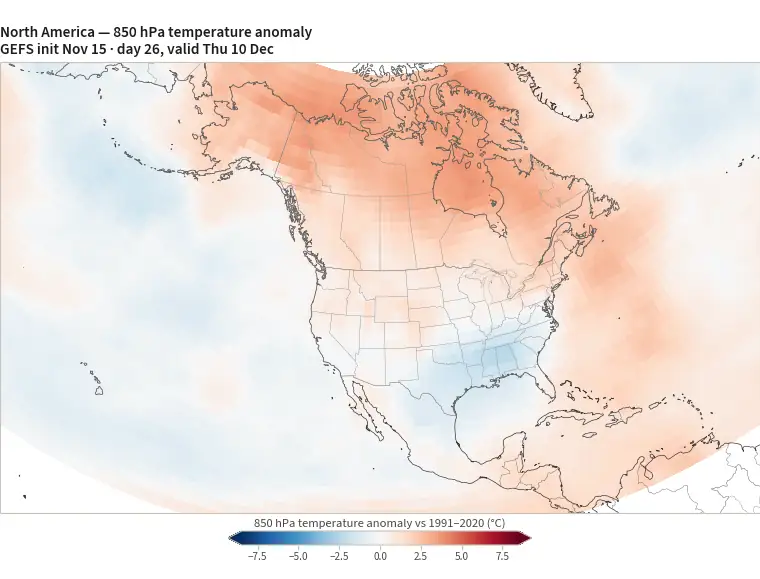 North America — 850 hPa temperature anomaly
GEFS init Nov 15 · day 26, valid Thu 10 Dec
850 hPa temperature anomaly vs 1991–2020 (°C)
−7.5 −5.0 −2.5 0.0 2.5 5.0 7.5